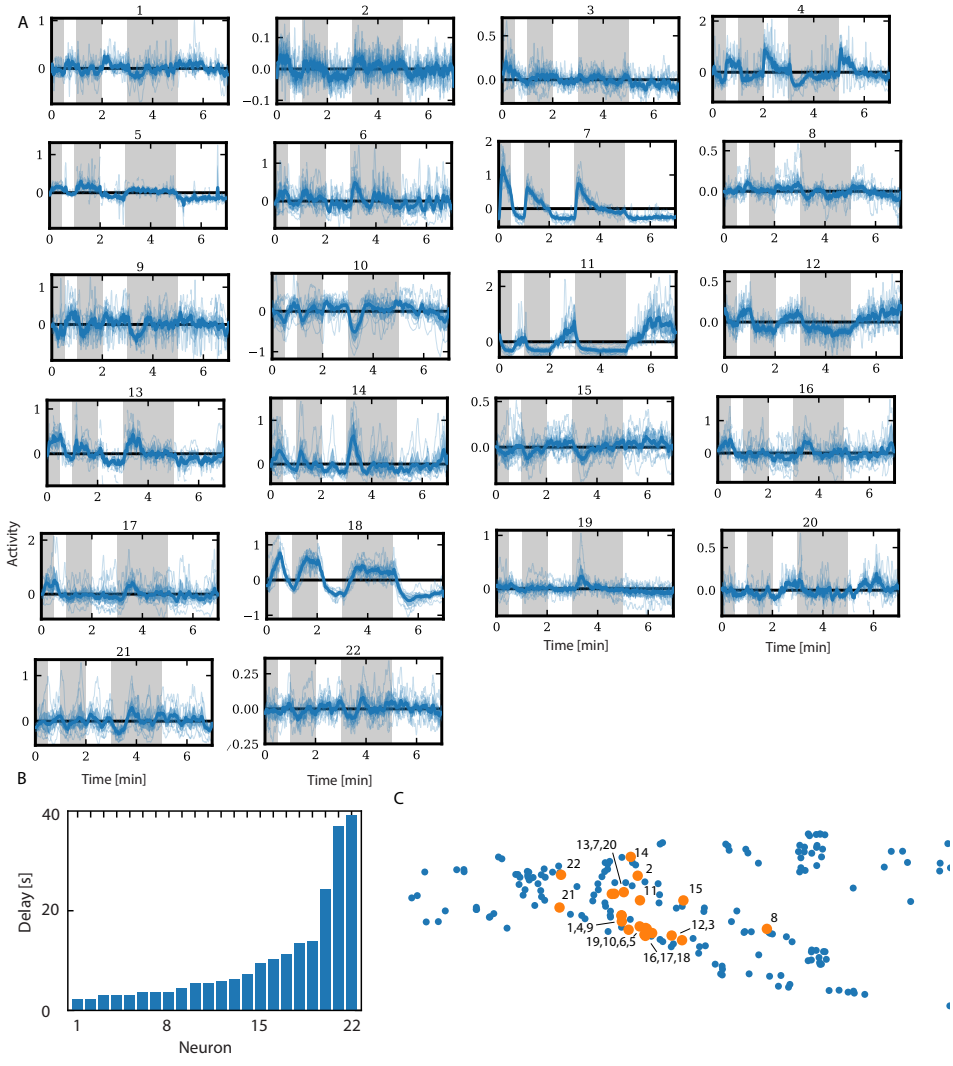 A
1
2
3
4
1
0
0 2 4 6
0.1
0.0
−0.1
0 2 4 6
0.5
0.0
0 2 4 6
2
0
0 2 4 6
5
6
7
8
1
0
0 2 4 6
1
0
0 2 4 6
2
1
0
0 2 4 6
0.5
0.0
0 2 4 6
9
10
11
12
1
0
0 2 4 6
0
−1
0 2 4 6
2
0
0 2 4 6
0.5
0.0
0 2 4 6
13
14
15
16
1
0
0 2 4 6
1
0
0 2 4 6
0.5
0.0
0 2 4 6
1
0
0 2 4 6
Activity
17
18
19
20
2
0
0 2 4 6
1
0
−1
0 2 4 6
1
0
0 2 4 6
0.5
0.0
0 2 4 6
Time [min]
Time [min]
21
22
1
0
0 2 4 6
0.25
0.00
0.25
0 2 4 6
Time [min]
Time [min]
B
40
20
0
Delay [s]
1 8 15 22
Neuron
C
13,7,20
14
22
2
11
15
21
8
1,4,9
12,3
19,10,6,5
16,17,18